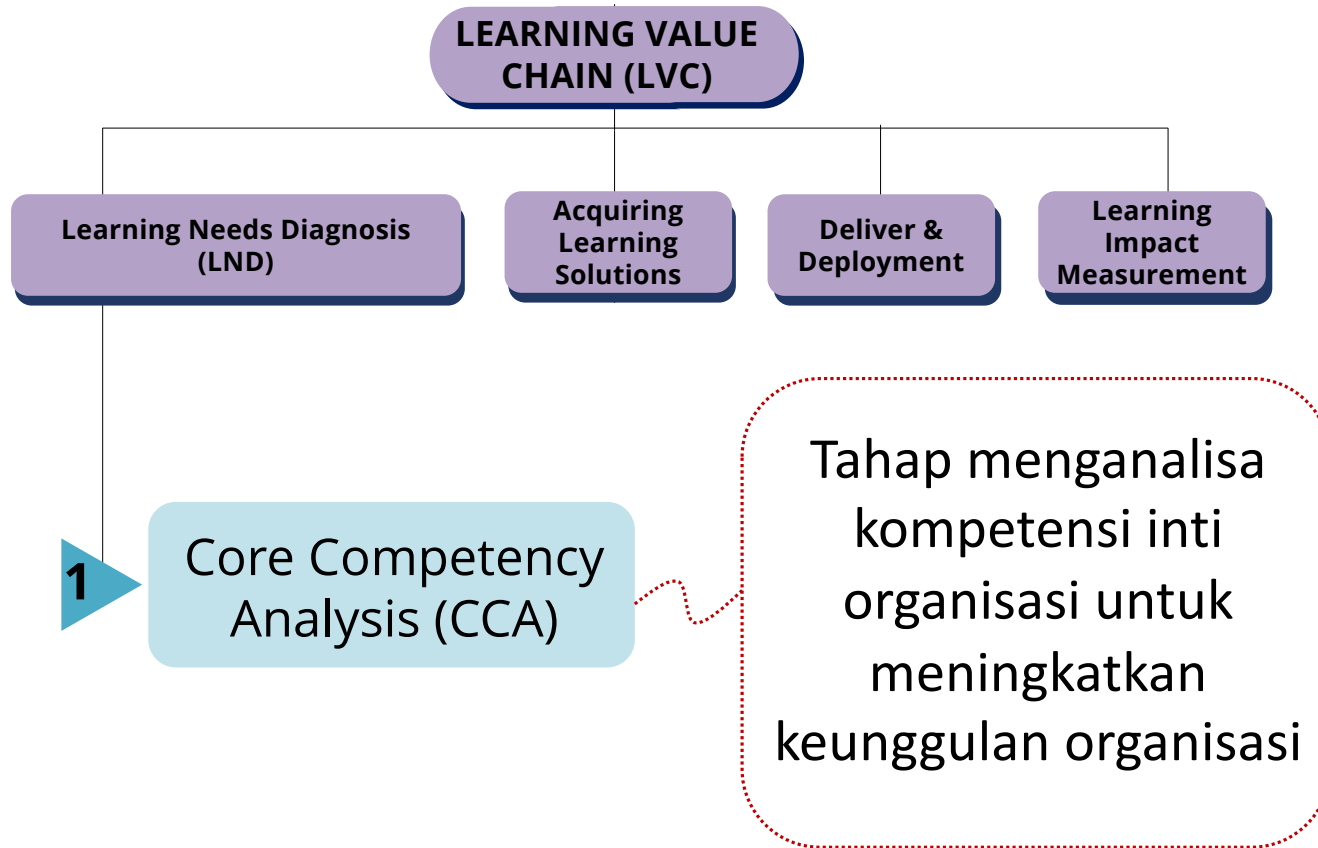 LEARNING VALUE
CHAIN (LVC)
Learning Needs Diagnosis
(LND)
Acquiring
Learning
Solutions
Deliver &
Deployment
Learning
Impact
Measurement
1
Core Competency
Analysis (CCA)
Tahap menganalisa
kompetensi inti
organisasi untuk
meningkatkan
keunggulan organisasi